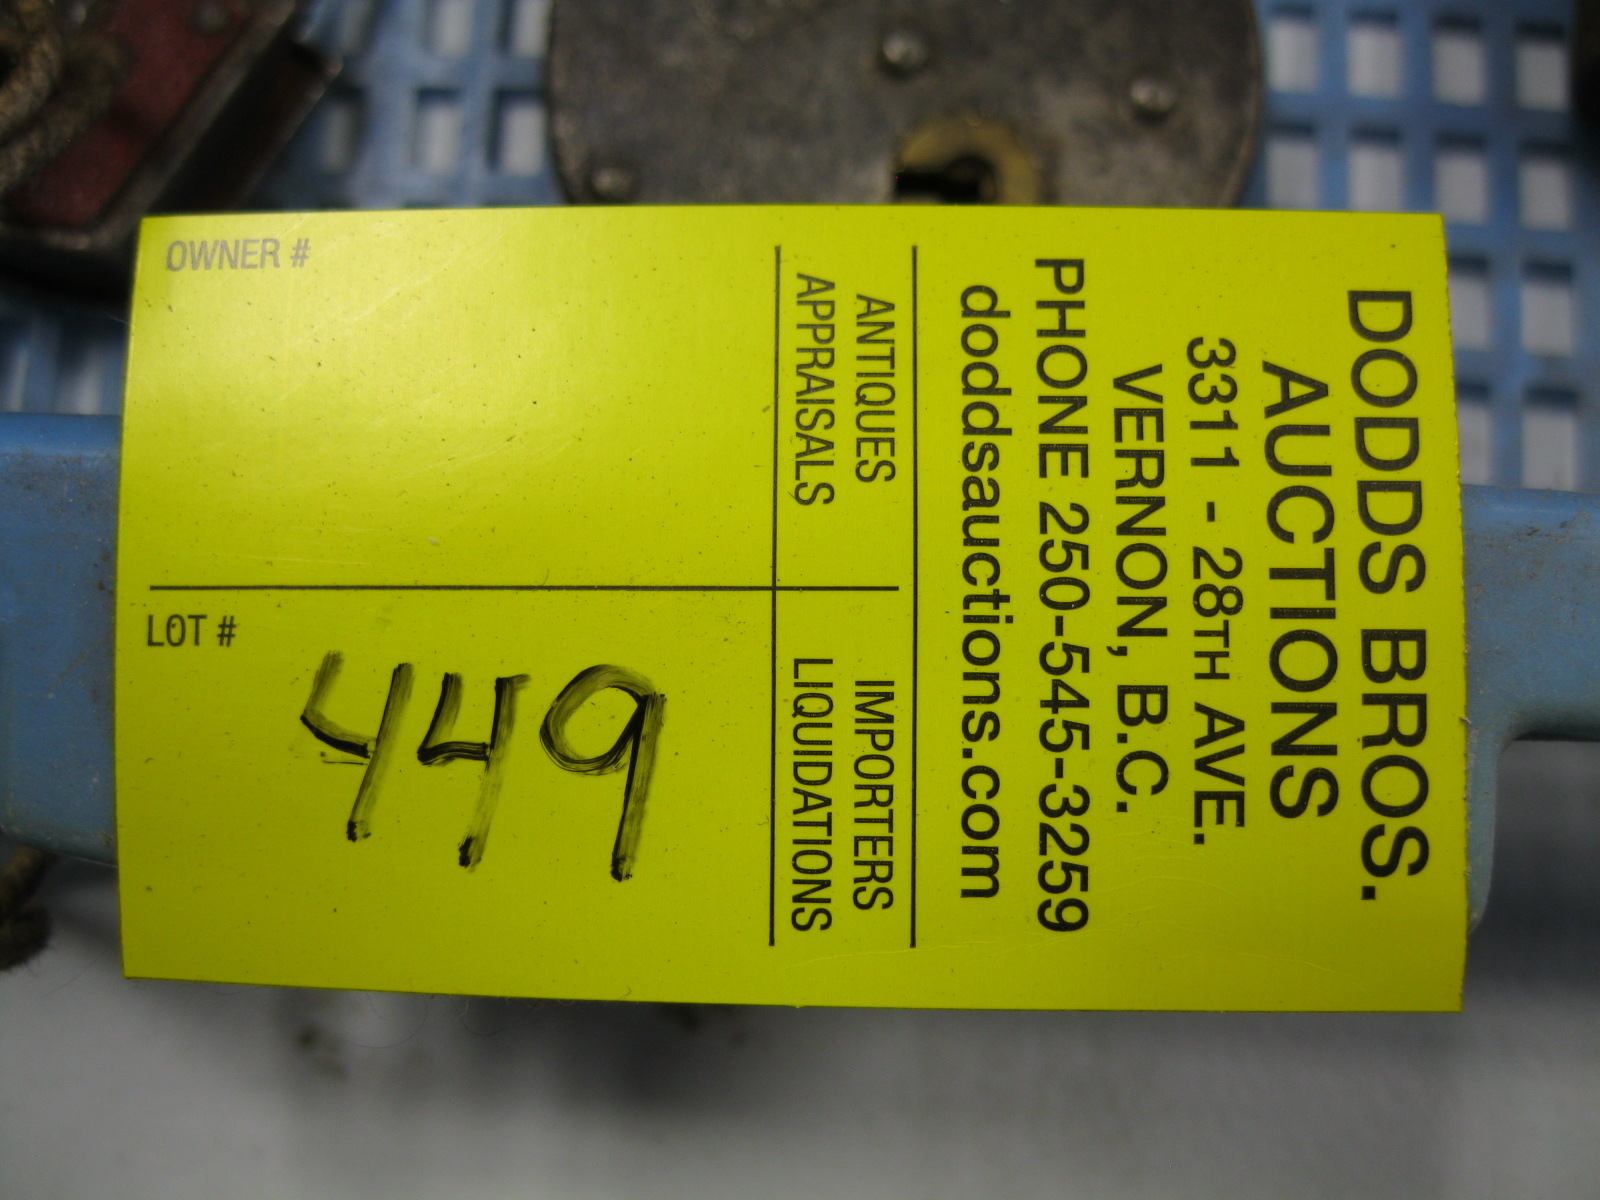 DODDS BROS.
AUCTIONS
3311 - 28TH AVE.
VERNON, B.C.
PHONE 250-545-3259
doddsauctions.com
ANTIQUES
APPRAISALS
IMPORTERS
LIQUIDATIONS
OWNER #
LOT #
449